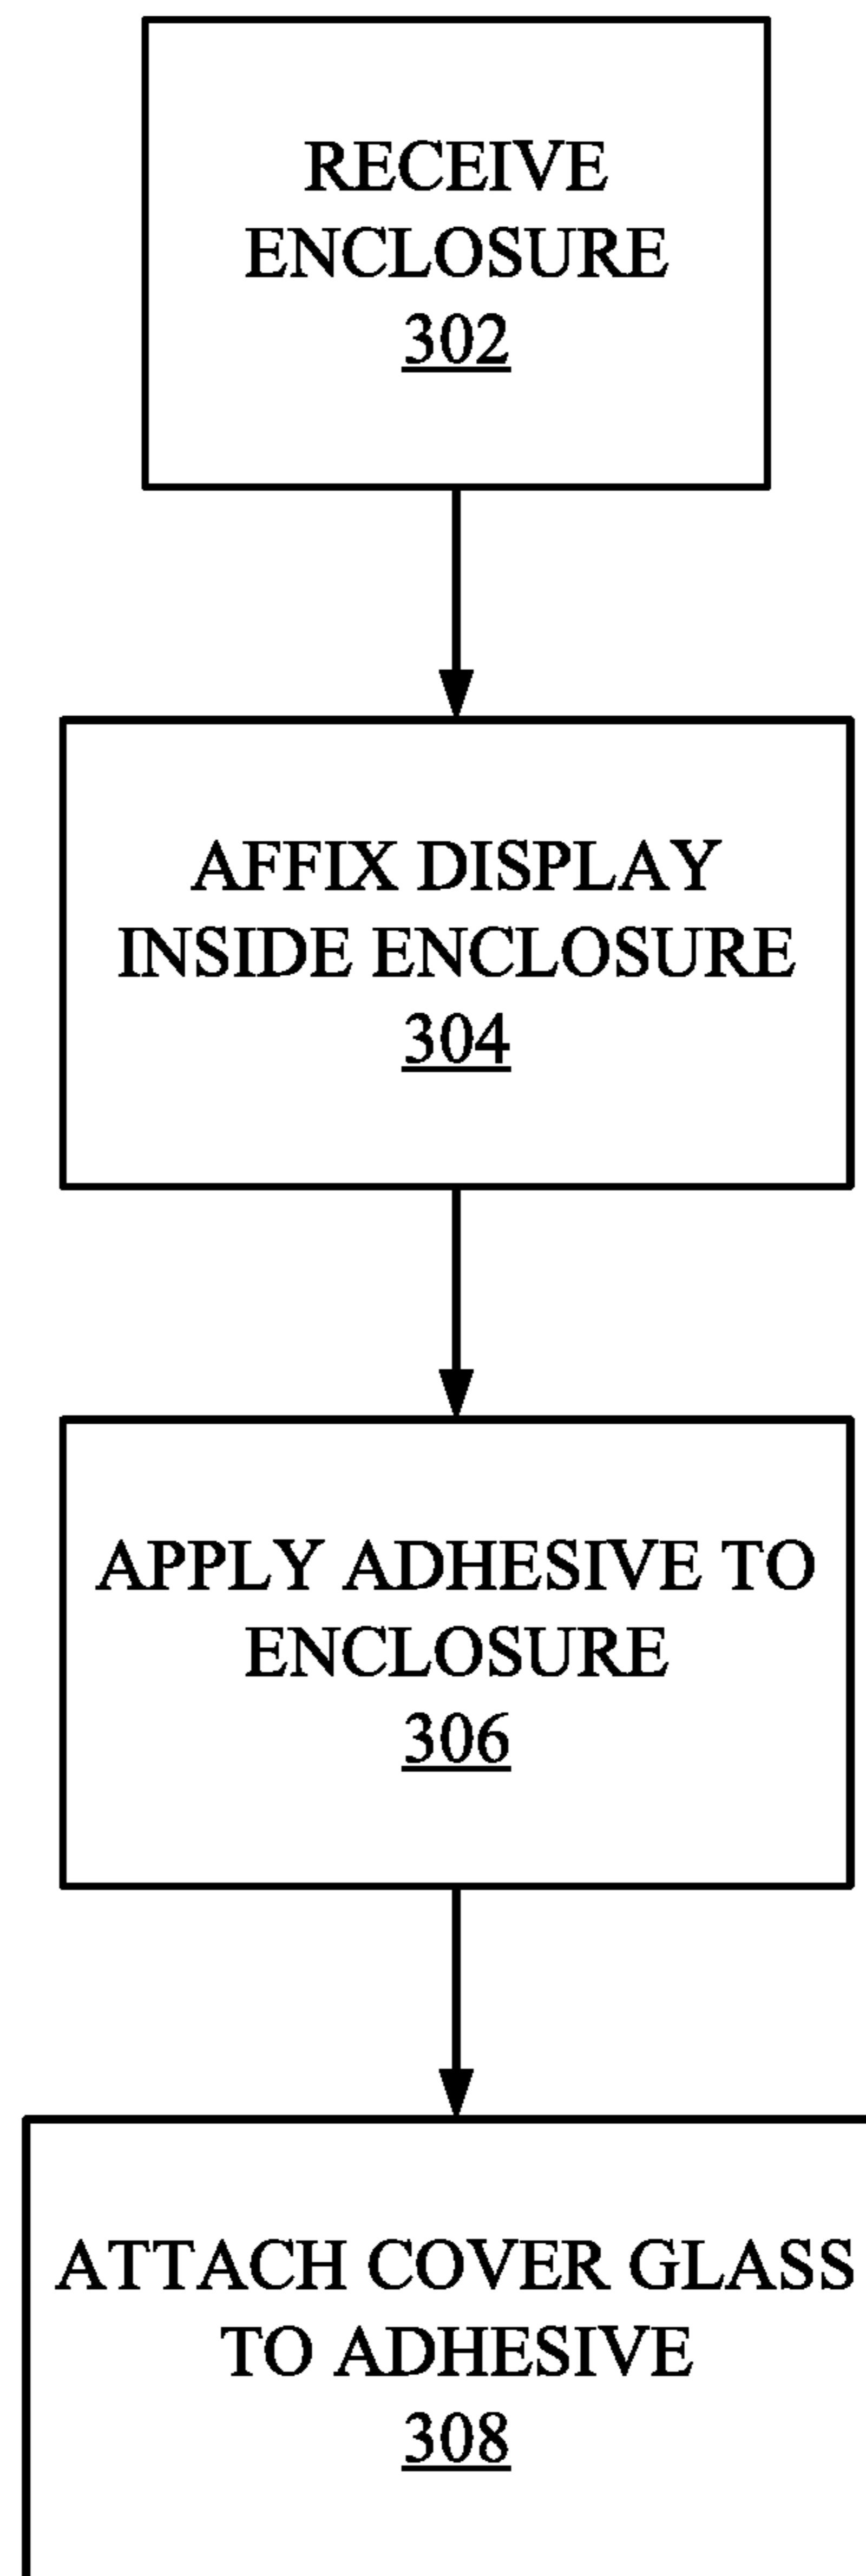 RECEIVE
ENCLOSURE
302
AFFIX DISPLAY
INSIDE ENCLOSURE
304
APPLY ADHESIVE TO
ENCLOSURE
306
ATTACH COVER GLASS
TO ADHESIVE
308